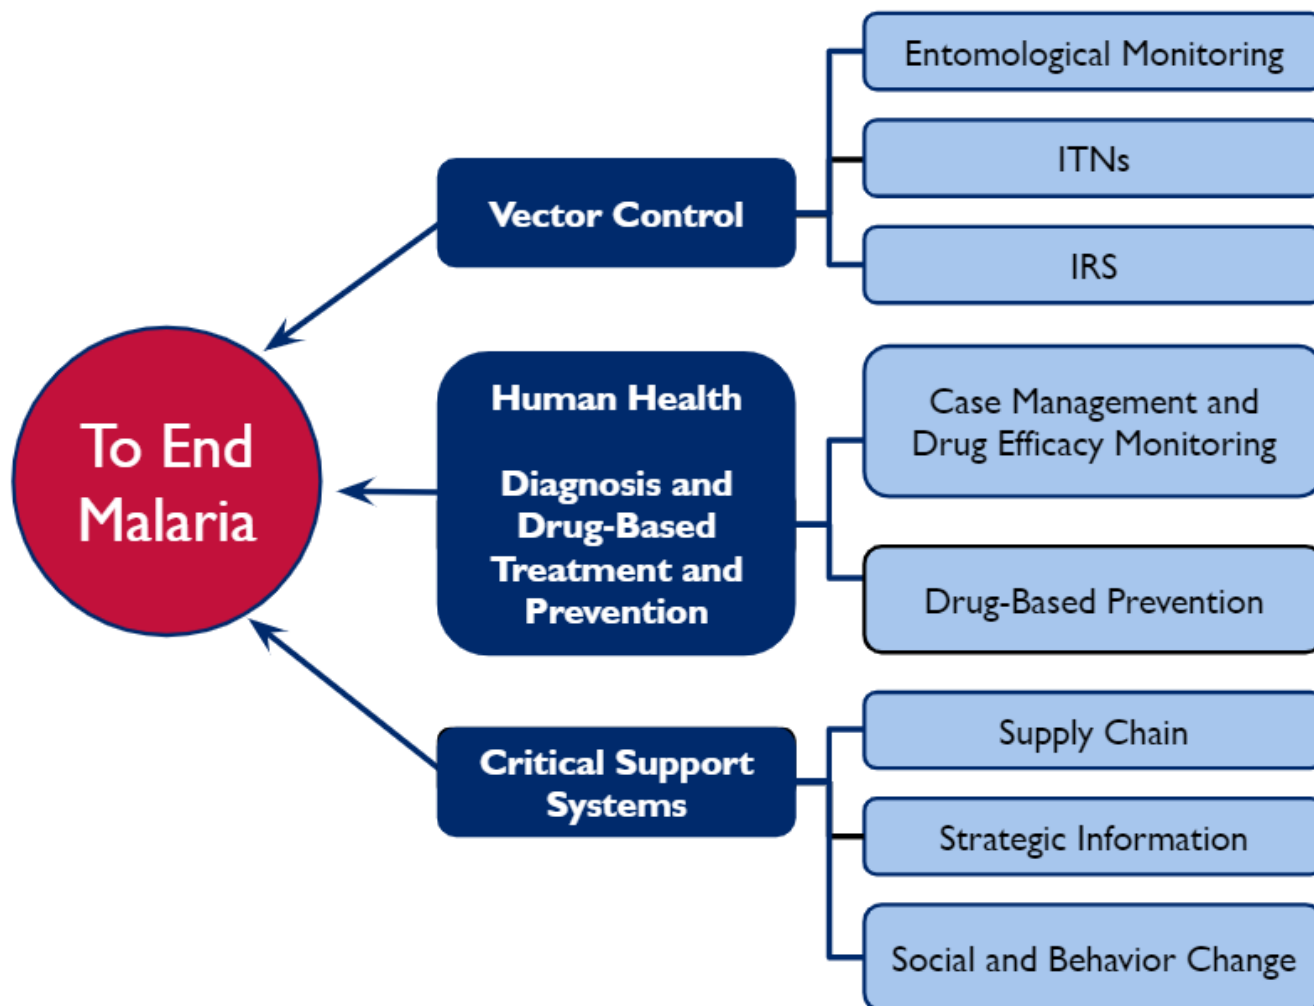 To End
Malaria
Vector Control
Entomological Monitoring
ITNs
IRS
Human Health
Diagnosis and
Drug-Based
Treatment and
Prevention
Case Management and
Drug Efficacy Monitoring
Drug-Based Prevention
Critical Support
Systems
Supply Chain
Strategic Information
Social and Behavior Change